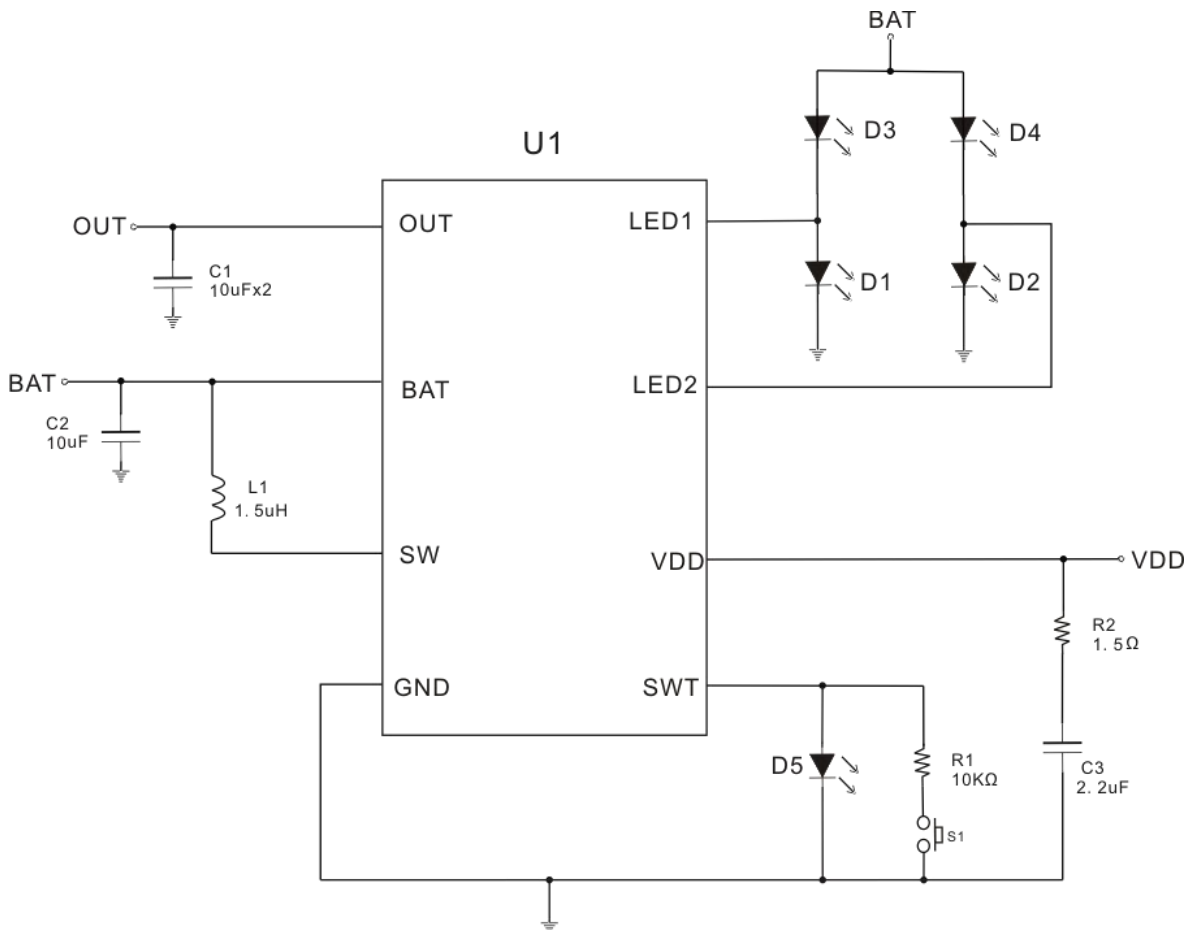 BAT
D3
D4
U1
OUT
OUT
LED1
C1
10uFx2
D1
D2
BAT
BAT
LED2
C2
10uF
L1
1. 5uH
SW
VDD
VDD
R2
1. 5Ω
GND
SWT
D5
R1
10KΩ
C3
2. 2uF
S1